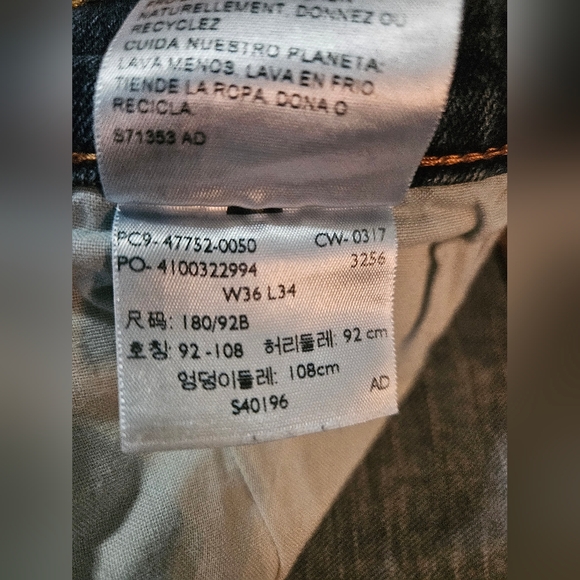 NATURELLEMENT, DONNEZ OU
RECYCLEZ
CUIDA NUESTRO PLANETA:
LAVA MENOS, LAVA EN FRIO,
TIENDE LA ROPA, DONA O
RECICLA.
S71353 AD
PC9- 47752-0050 CW- 0317
PO- 4100322994 3256
W36 L34
尺码: 180/92B
호칭: 92 -108 허리둘레: 92 cm
엉덩이둘레: 108cm
AD
S40196